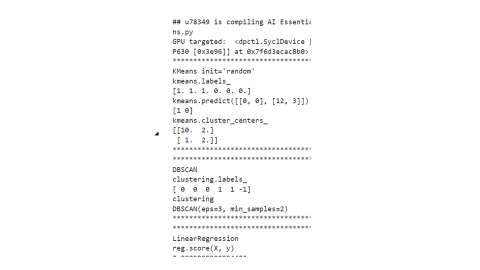 ## u78349 is compiling AI Essentia
ns.py
GPU targeted:  <dpctl.SyclDevice [
P630 [0x3e96]] at 0x7f6d3ecac8b0>
**********************************
KMeans init='random'
kmeans.labels_
[1. 1. 1. 0. 0. 0.]
kmeans.predict([[0, 0], [12, 3]])
[1 0]
kmeans.cluster_centers_
[[10.  2.]
 [ 1.  2.]]
**********************************
**********************************
DBSCAN
clustering.labels_
[ 0  0  0  1  1 -1]
clustering
DBSCAN(eps=3, min_samples=2)
**********************************
**********************************
LinearRegression
reg.score(X, y)